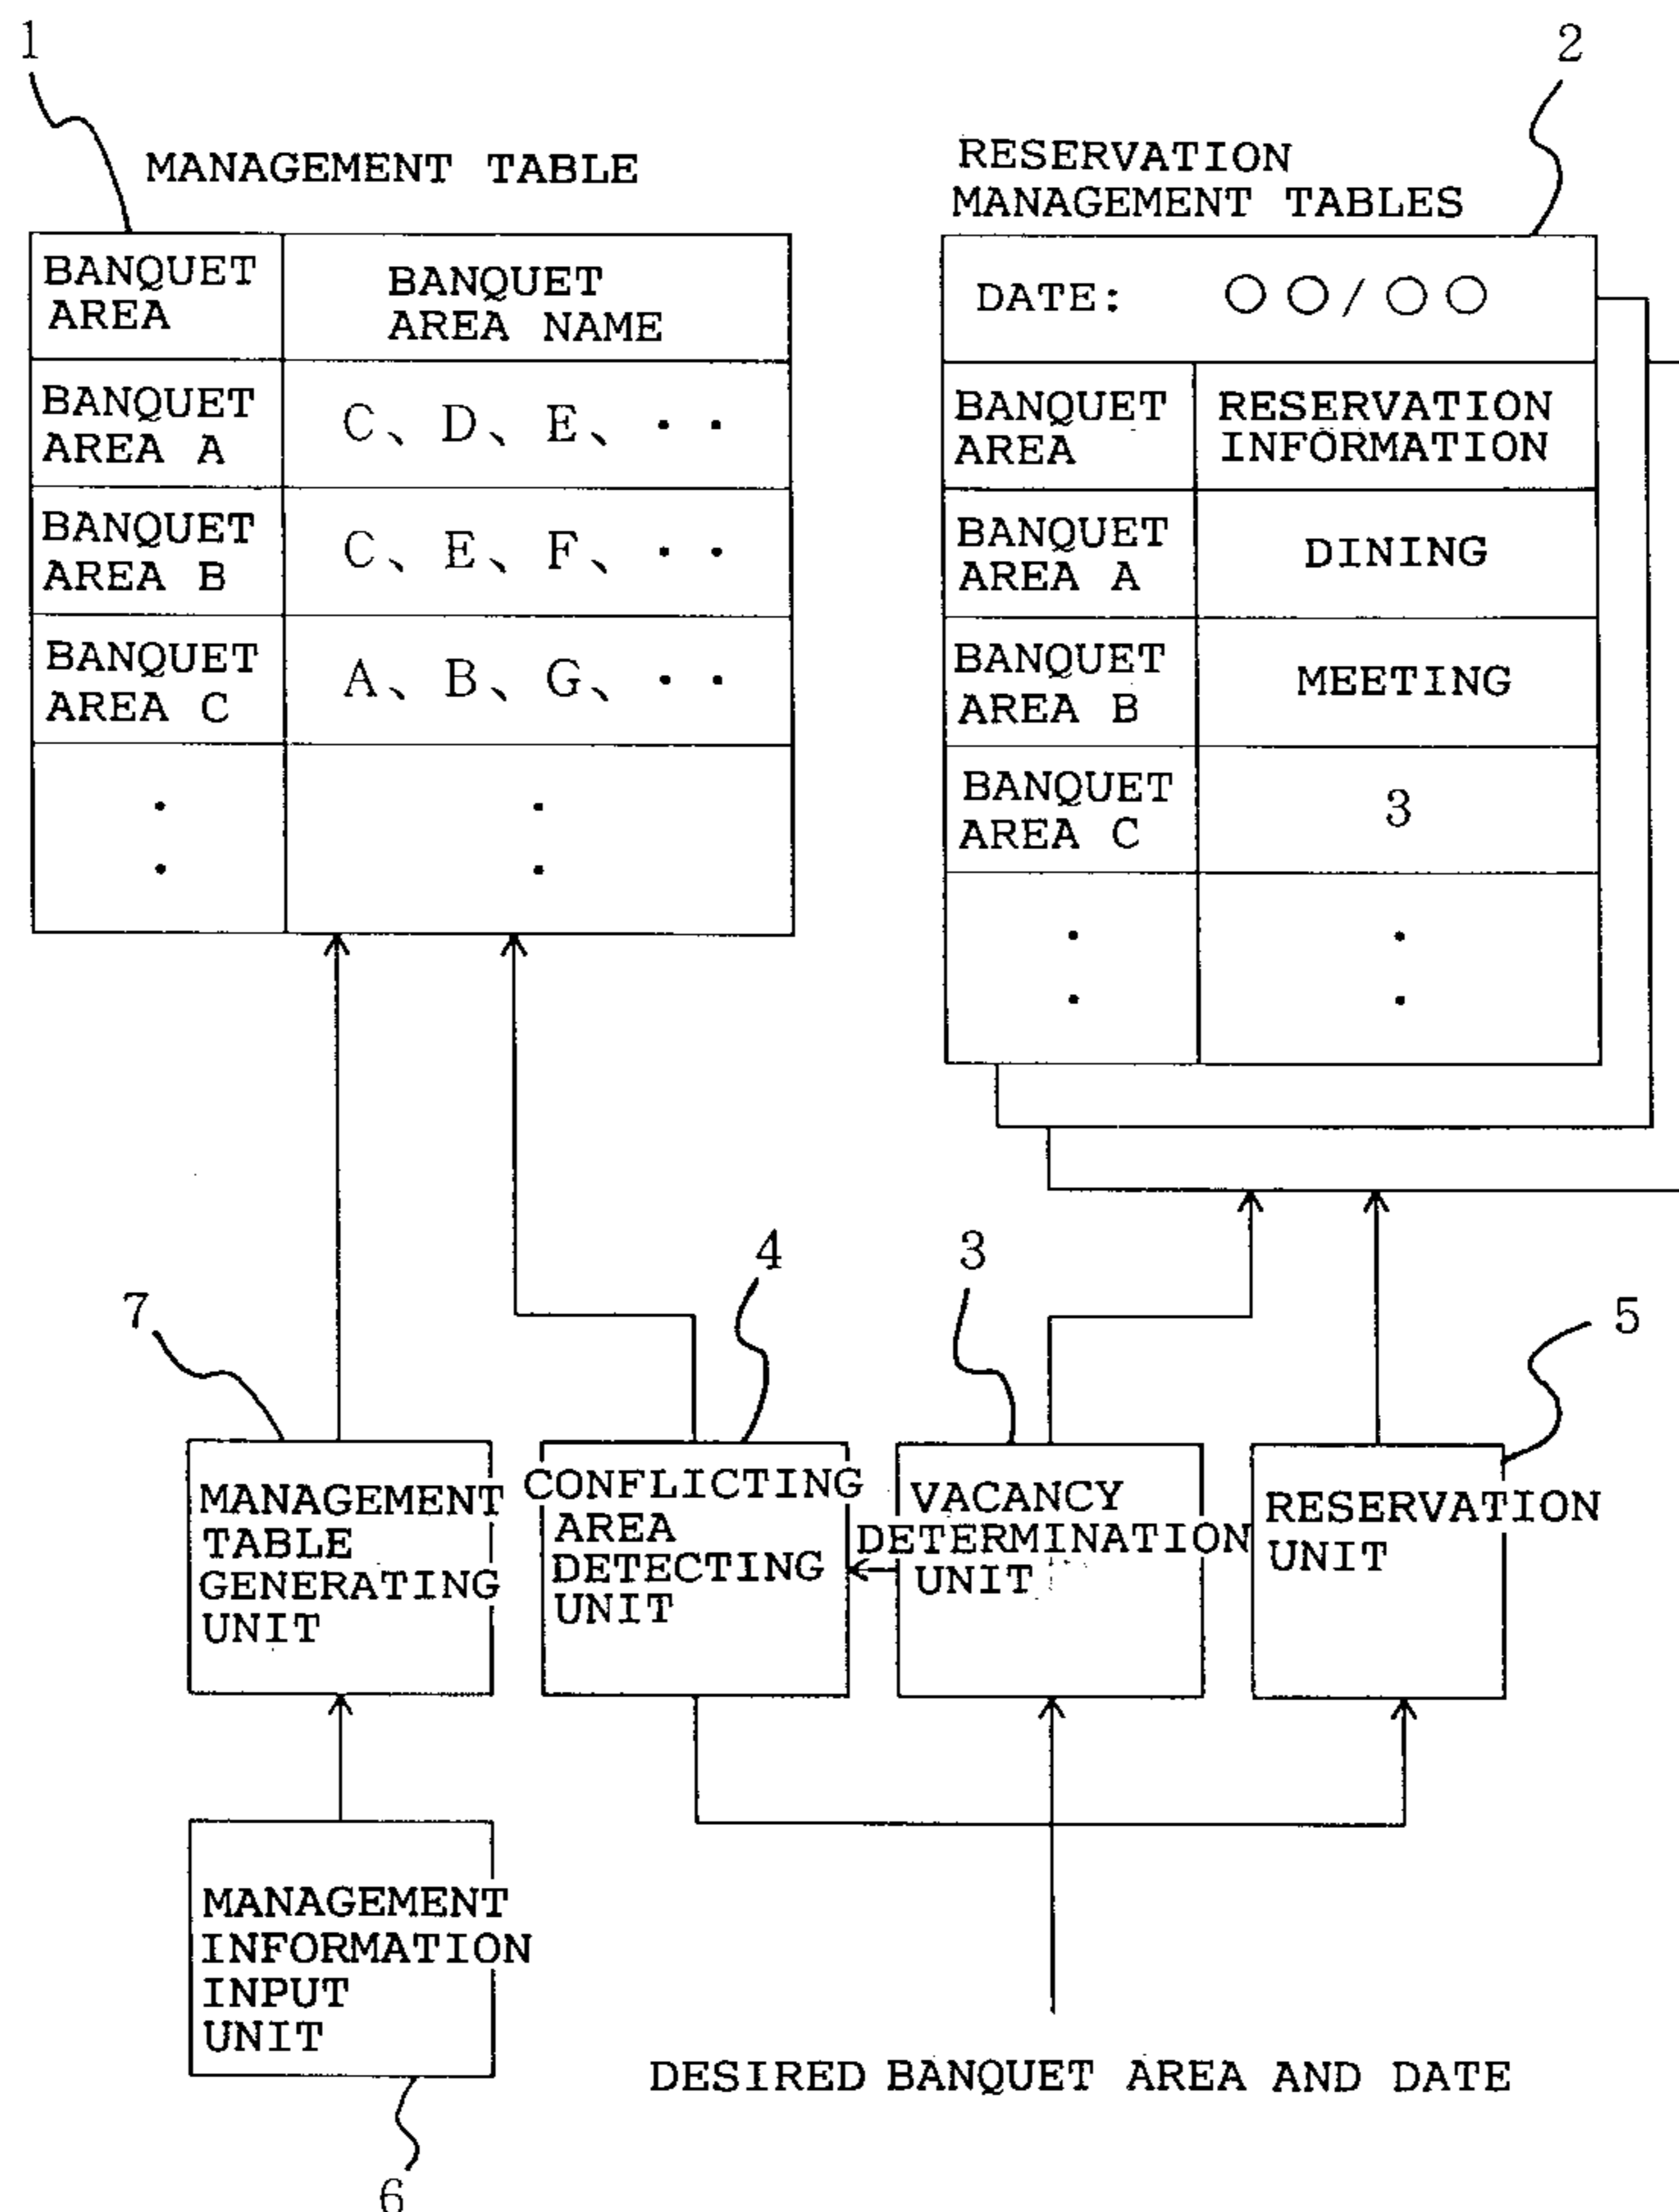 1
2
MANAGEMENT TABLE
RESERVATION
MANAGEMENT TABLES
BANQUET
AREA
BANQUET
AREA NAME
BANQUET
AREA A
C、D、E、・・
BANQUET
AREA B
C、E、F、・・
BANQUET
AREA C
A、B、G、・・
DATE: ○○/○○
BANQUET
AREA
RESERVATION
INFORMATION
BANQUET
AREA A
DINING
BANQUET
AREA B
MEETING
BANQUET
AREA C
3
7
4
3
5
MANAGEMENT
TABLE
GENERATING
UNIT
CONFLICTING
AREA
DETECTING
UNIT
VACANCY
DETERMINATION
UNIT
RESERVATION
UNIT
MANAGEMENT
INFORMATION
INPUT
UNIT
DESIRED BANQUET AREA AND DATE
6